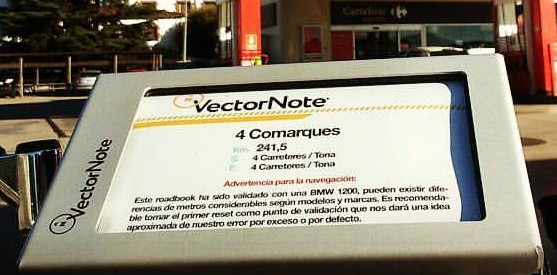 Carrefour
VectorNote
4 Comarques
Km. 241,5
S. 4 Carreteres / Tona
E. 4 Carreteres / Tona
Advertencia para la navegación:
Este roadbook ha sido validado con una BMW 1200, pueden existir dife-
rencias de metros considerables según modelos y marcas. Es recomenda-
ble tomar el primer reset como punto de validación que nos dará una idea
aproximada de nuestro error por exceso o por defecto.
VectorNote